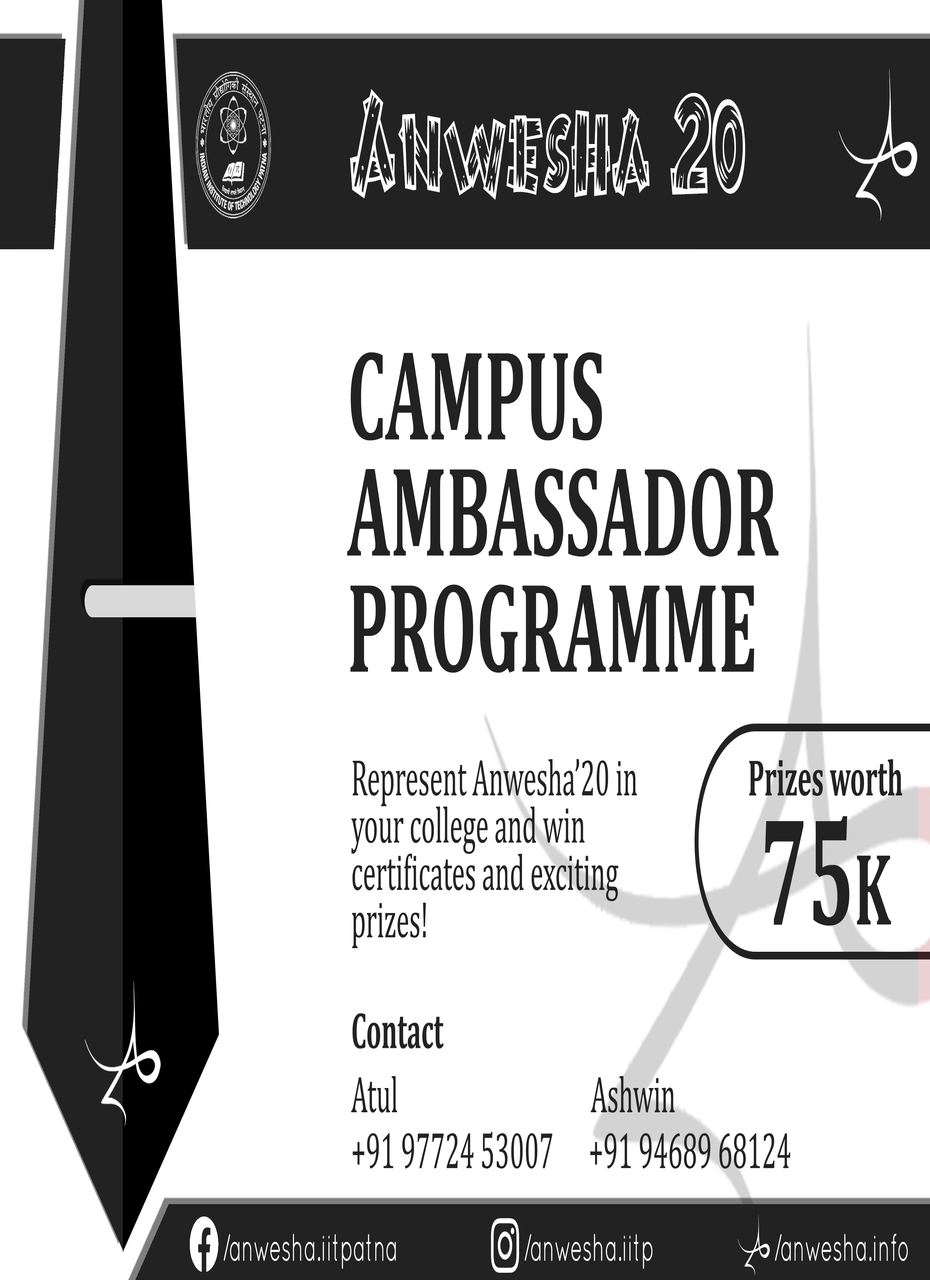 भारतीय प्रौद्योगिकी संस्थान पटना
INDIAN INSTITUTE OF TECHNOLOGY PATNA
ANWESHA 20
CAMPUS
AMBASSADOR
PROGRAMME
Represent Anwesha’20 in
your college and win
certificates and exciting
prizes!
Prizes worth
75K
Contact
Atul
Ashwin
+91 97724 53007
+91 94689 68124
/anwesha.iitpatna
/anwesha.iitp
/anwesha.info